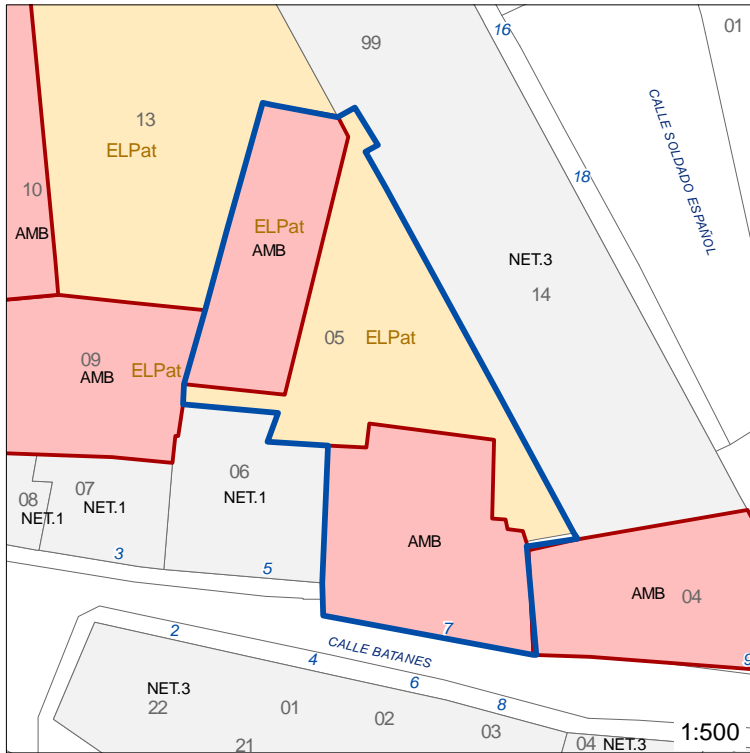 16
01
99
13
ELPat
CALLE SOLDADO ESPAÑOL
18
10
AMB
ELPat
AMB
NET.3
14
05
ELPat
09
AMB
ELPat
06
NET.1
08
NET.1
07
NET.1
AMB
3
5
AMB
04
7
2
CALLE BATANES
4
9
6
8
NET.3
22
01
02
03
21
04
NET.3
1:500